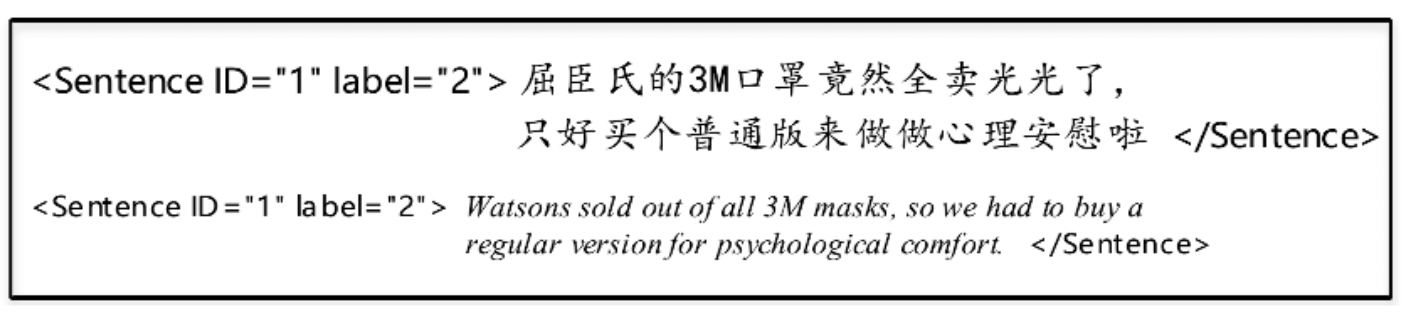 <Sentence ID="1" label="2"> 屈臣氏的3M口罩竟然全卖光光了，
只好买个普通版来做做心理安慰啦 </Sentence>
<Sentence ID="1" label="2"> Watsons sold out of all 3M masks, so we had to buy a
regular version for psychological comfort. </Sentence>